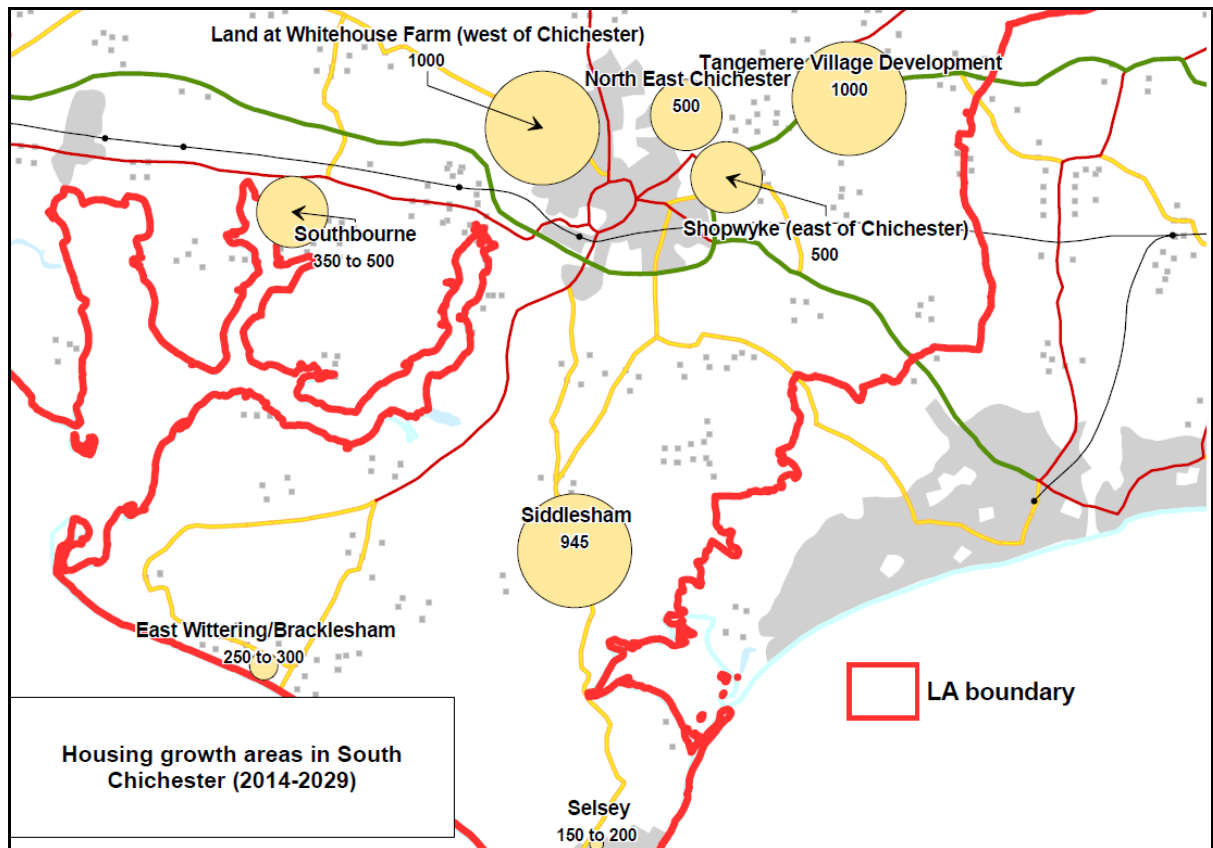 Land at Whitehouse Farm (west of Chichester)
1000
Tangemere Village Development
1000
North East Chichester
500
Shopwyke (east of Chichester)
500
Southbourne
350 to 500
Siddlesham
945
East Wittering/Bracklesham
250 to 300
LA boundary
Housing growth areas in South
Chichester (2014-2029)
Selsey
150 to 200